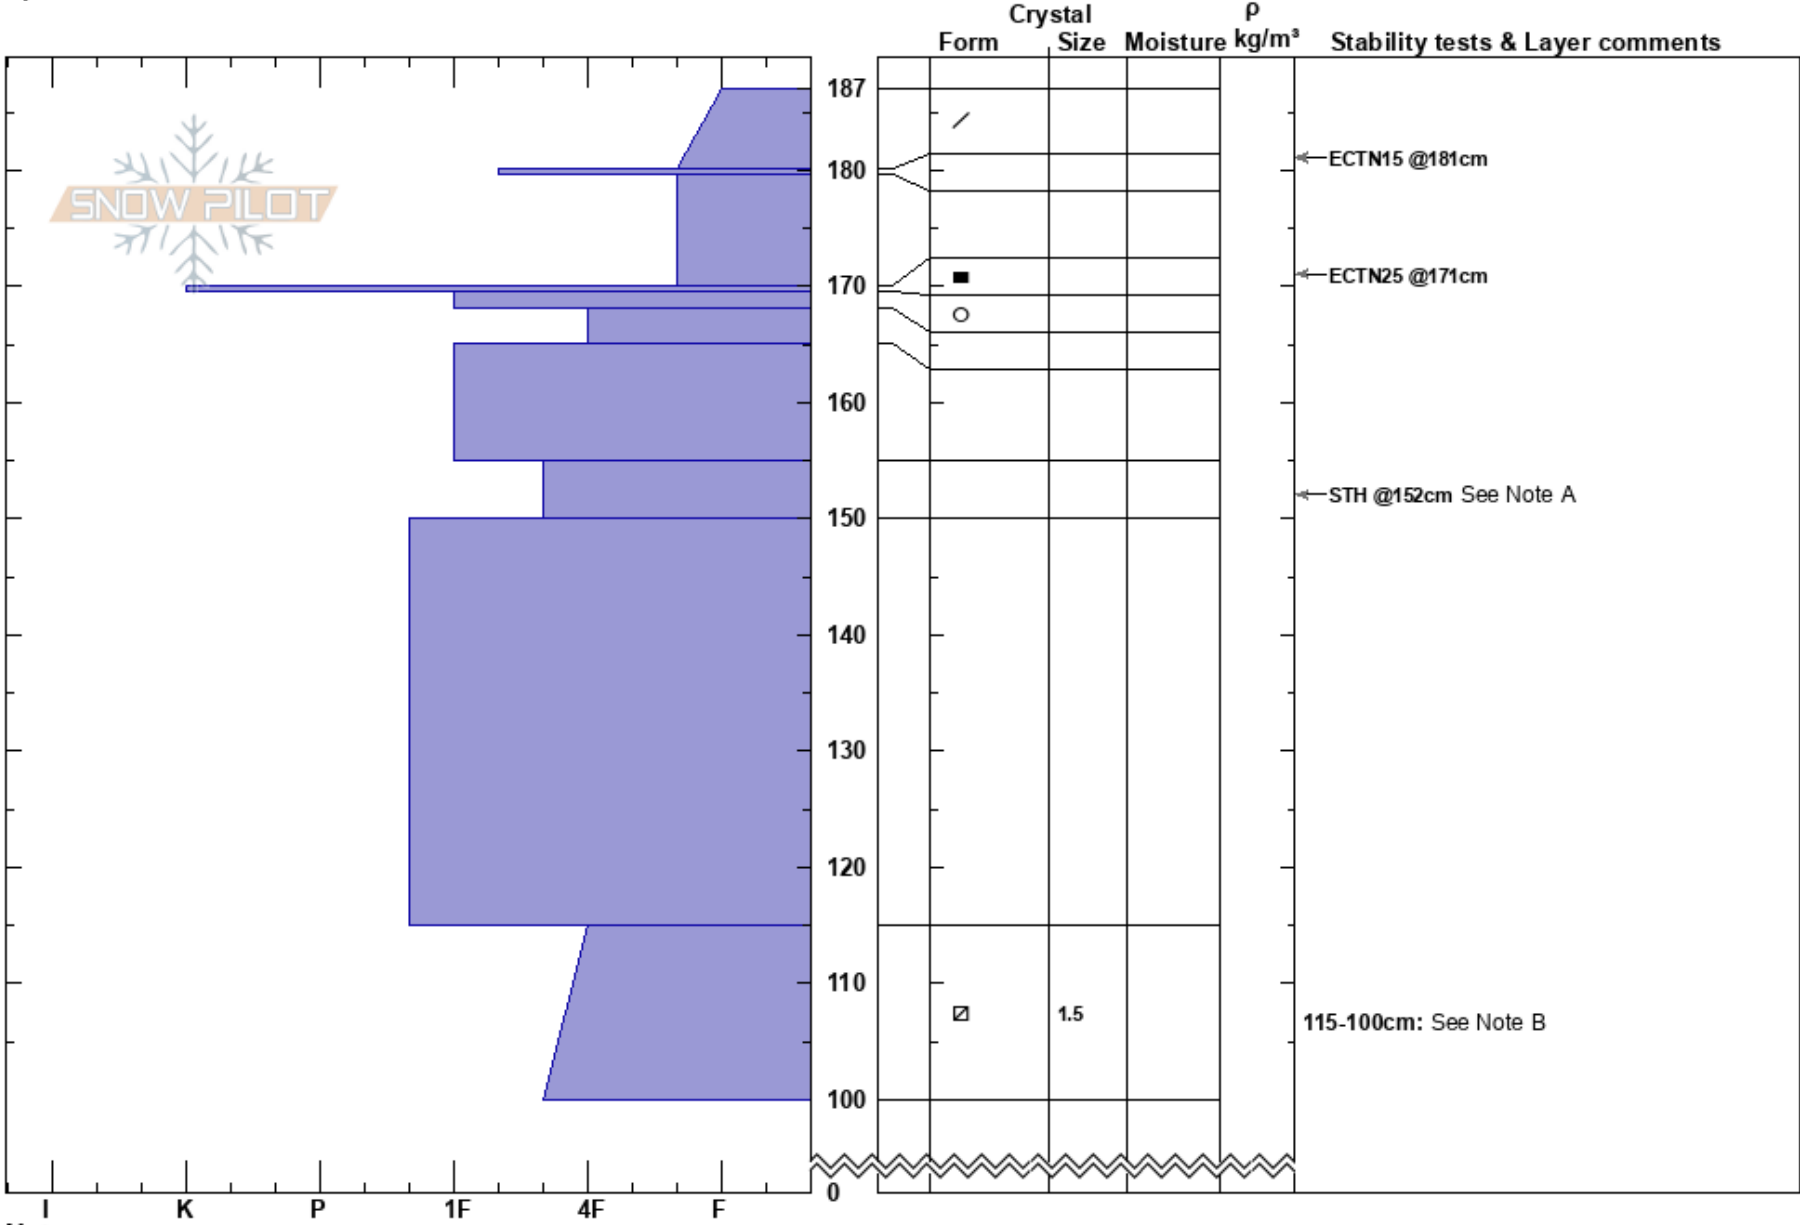 Crystal ρ
Form Size Moisture kg/m³ Stability tests & Layer comments
187
SNOW PILOT
ECTN15 @181cm
180
ECTN25 @171cm
170
160
STH @152cm See Note A
150
140
130
120
110
1.5
115-100cm: See Note B
100
0
I K P 1F 4F F